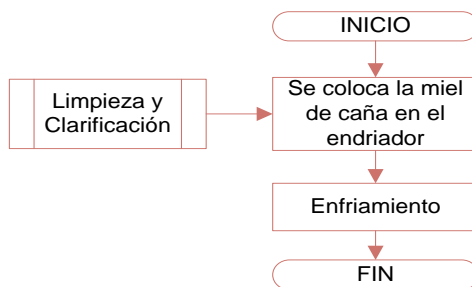 INICIO
Limpieza y
Clarificación
Se coloca la miel
de caña en el
endriador
Enfriamiento
FIN